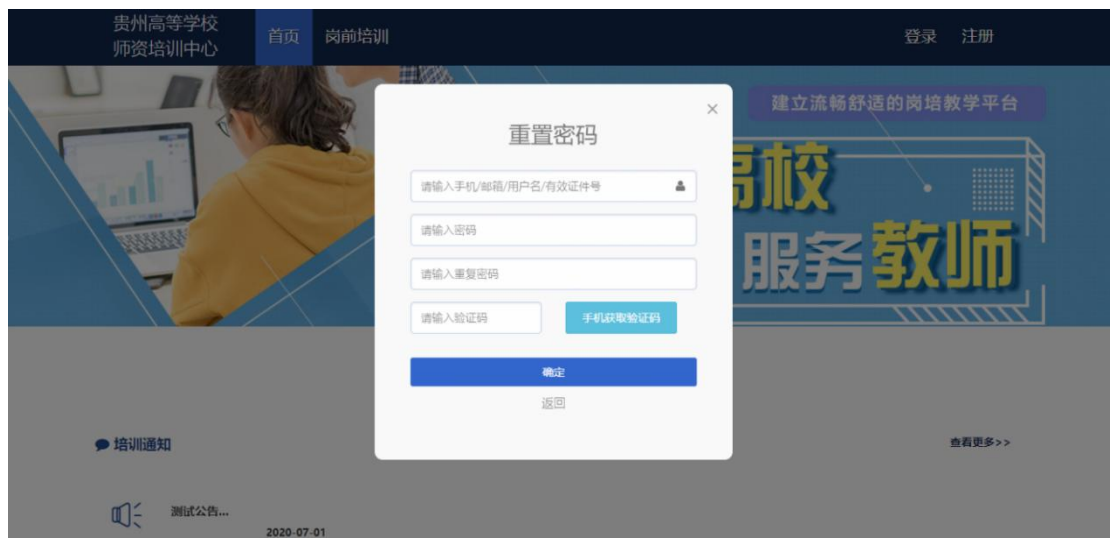 贵州高等学校
师资培训中心
首页
岗前培训
登录
注册
建立流畅舒适的岗培教学平台
高校
服务教师
×
重置密码
请输入手机/邮箱/用户名/有效证件号
请输入密码
请输入重复密码
请输入验证码
手机获取验证码
确定
返回
培训通知
查看更多>>
测试公告...
2020-07-01